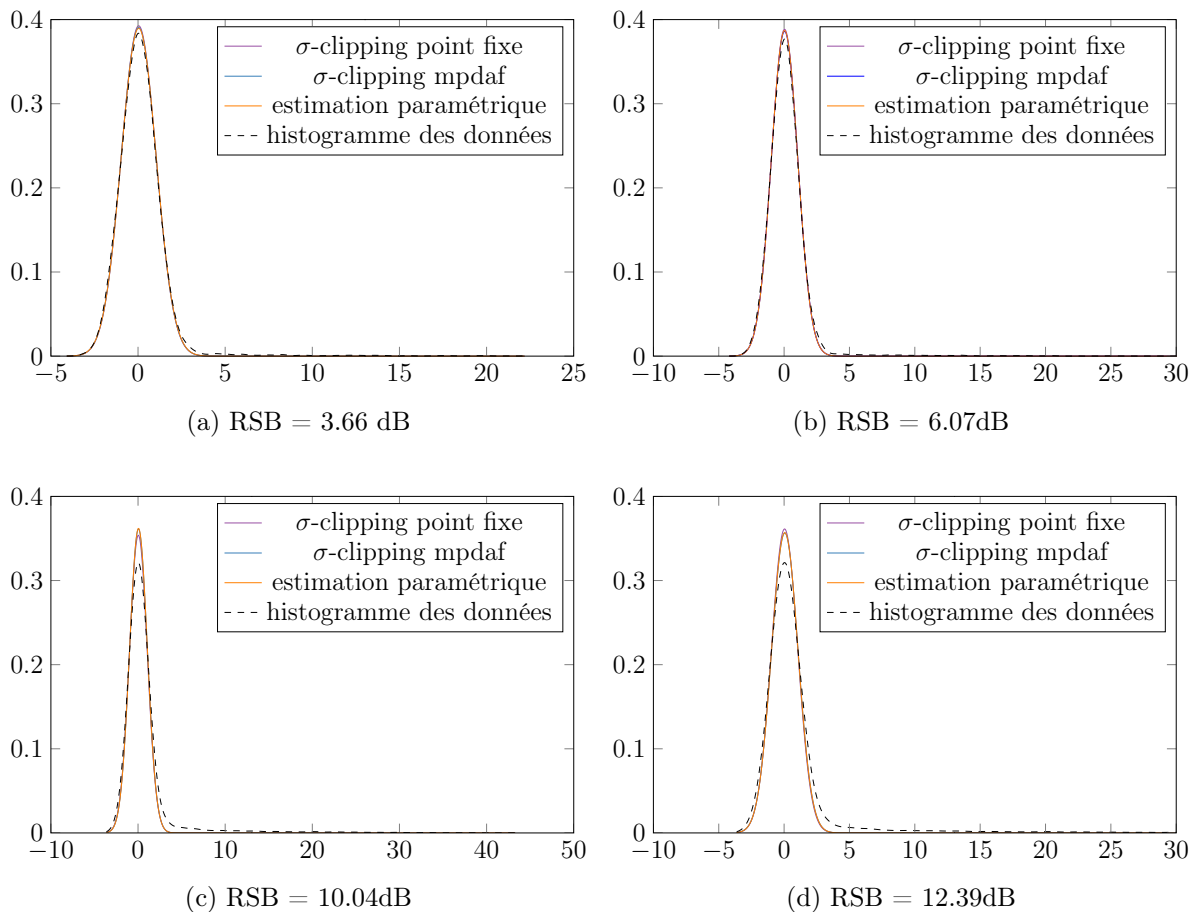 0.4
0.3
0.2
0.1
0
−5 0 5 10 15 20 25
σ-clipping point fixe
σ-clipping mpdaf
estimation paramétrique
histogramme des données
(a) RSB = 3.66 dB
0.4
0.3
0.2
0.1
0
−10 −5 0 5 10 15 20 25 30
σ-clipping point fixe
σ-clipping mpdaf
estimation paramétrique
histogramme des données
(b) RSB = 6.07dB
0.4
0.3
0.2
0.1
0
−10 0 10 20 30 40 50
σ-clipping point fixe
σ-clipping mpdaf
estimation paramétrique
histogramme des données
(c) RSB = 10.04dB
0.4
0.3
0.2
0.1
0
−10 −5 0 5 10 15 20 25 30
σ-clipping point fixe
σ-clipping mpdaf
estimation paramétrique
histogramme des données
(d) RSB = 12.39dB